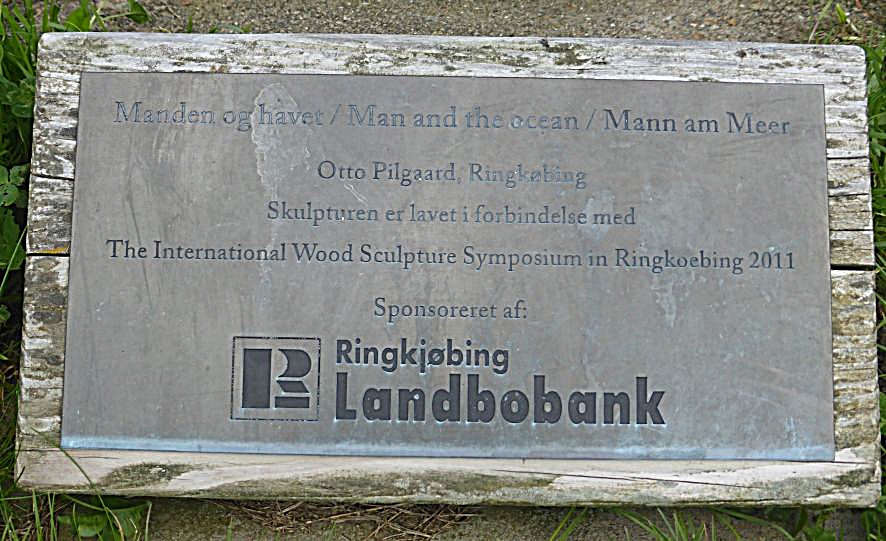 Manden og havet / Man and the ocean / Mann am Meer
Otto Pilgaard, Ringkøbing
Skulpturen er lavet i forbindelse med
The International Wood Sculpture Symposium in Ringkoebing 2011
Sponsoreret af:
Ringkjøbing
Landbobank